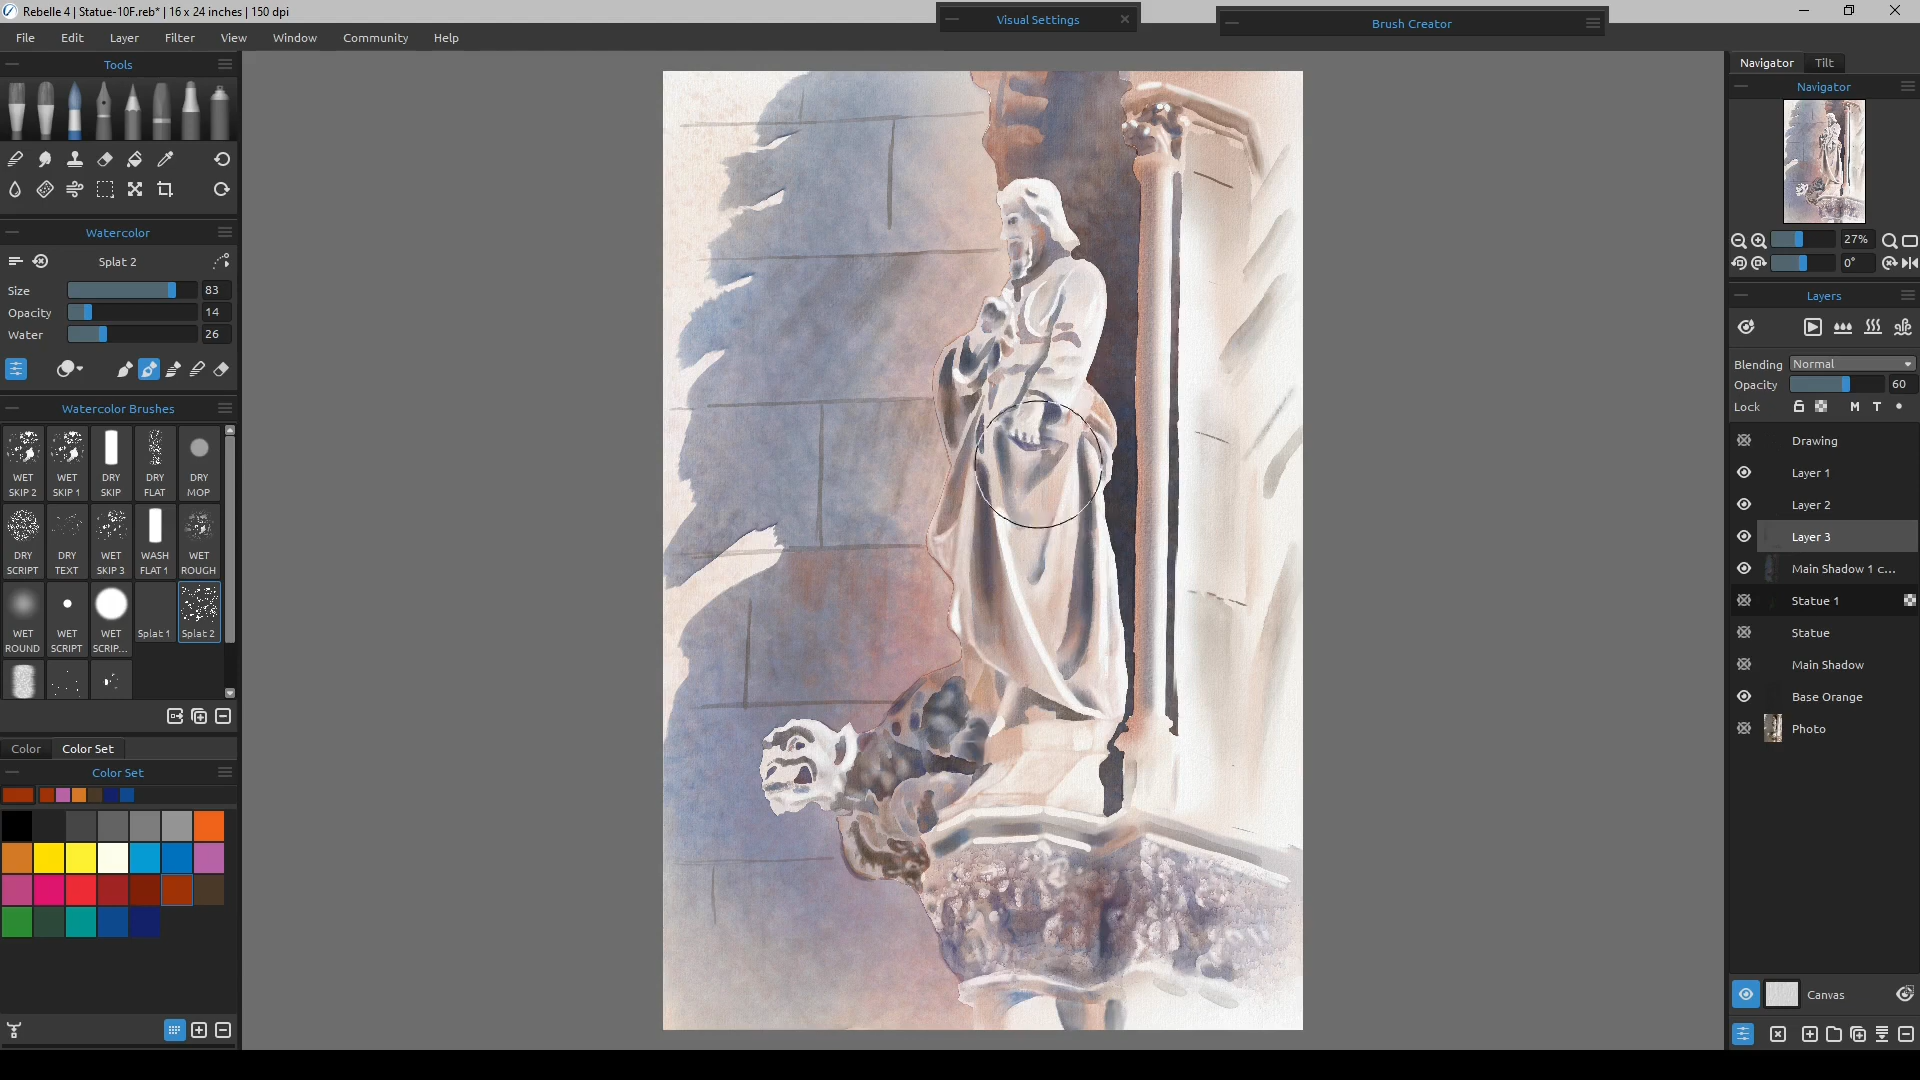 Rebelle 4 | Statue-10F.reb* | 16 x 24 inches | 150 dpi
Visual Settings
Brush Creator
File Edit Layer Filter View Window Community Help
Tools
Watercolor
Splat 2
Size 83
Opacity 14
Water 26
Watercolor Brushes
WET SKIP 2
WET SKIP 1
DRY SKIP
DRY FLAT
DRY MOP
DRY SCRIPT
DRY TEXT
WET SKIP 3
WASH FLAT 1
WET ROUGH
WET ROUND
WET SCRIPT
WET SCRIP...
Splat 1
Splat 2
Color Color Set
Color Set
Navigator Tilt
Navigator
27%
0°
Layers
Blending Normal
Opacity 60
Lock M T
Drawing
Layer 1
Layer 2
Layer 3
Main Shadow 1 c...
Statue 1
Statue
Main Shadow
Base Orange
Photo
Canvas